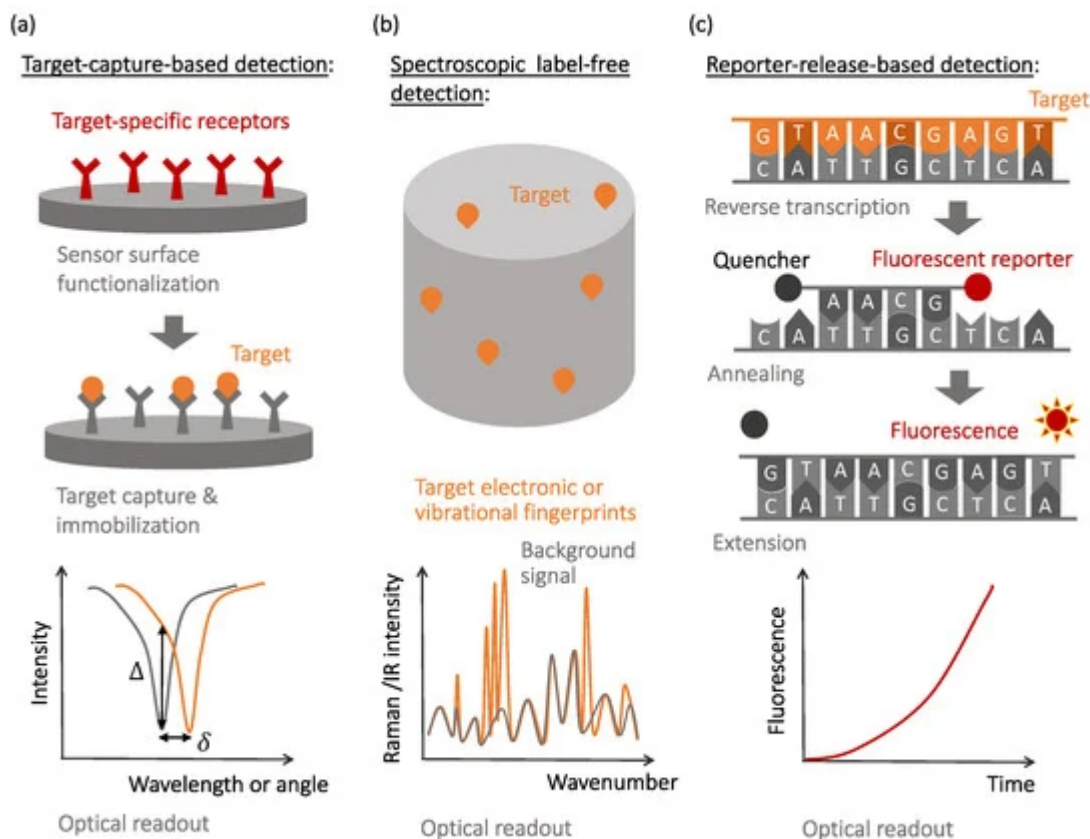 (a)
Target-capture-based detection:
Target-specific receptors
Sensor surface
functionalization
Target
Target capture &
immobilization
Intensity
Δ
δ
Wavelength or angle
Optical readout
(b)
Spectroscopic label-free
detection:
Target
Target electronic or
vibrational fingerprints
Background
signal
Raman /IR intensity
Wavenumber
Optical readout
(c)
Reporter-release-based detection:
Target
G T A A C G A G T
C A T T G C T C A
Reverse transcription
Quencher
Fluorescent reporter
A A C G
C A T T G C T C A
Annealing
Fluorescence
G T A A C G A G T
C A T T G C T C A
Extension
Fluorescence
Time
Optical readout